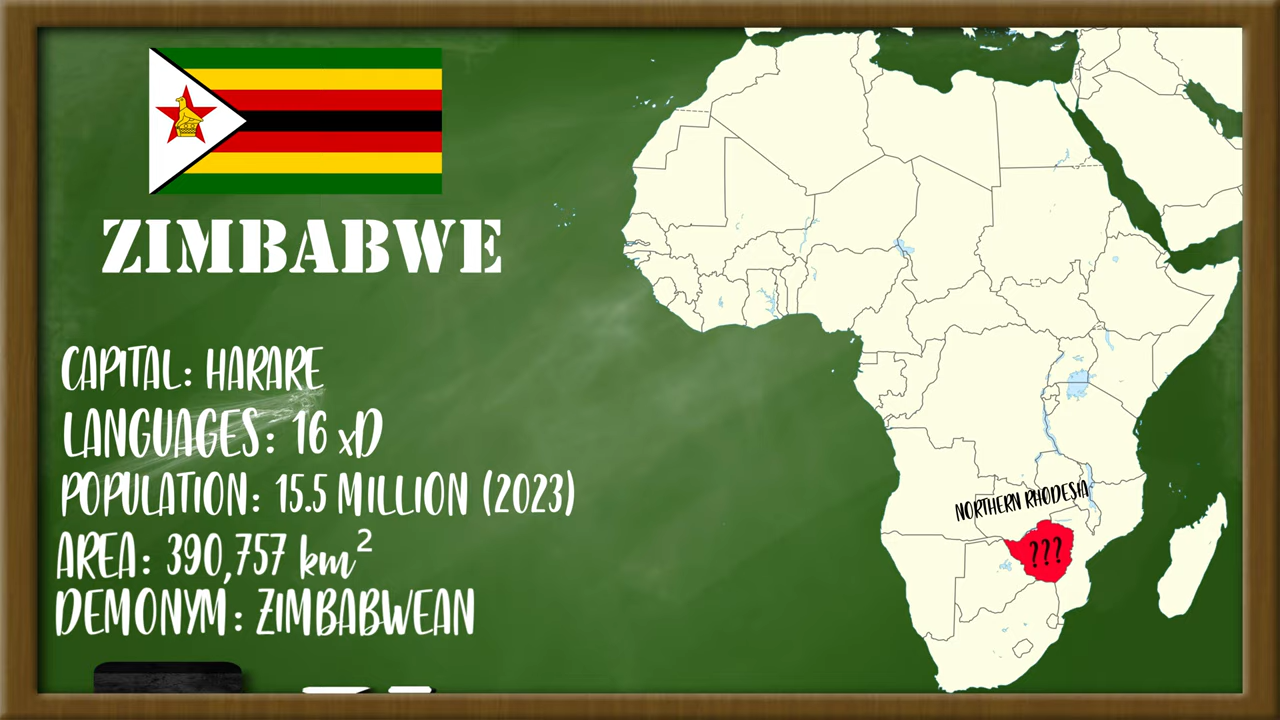 ZIMBABWE
CAPITAL: HARARE
LANGUAGES: 16 xD
POPULATION: 15.5 MILLION (2023)
AREA: 390,757 km²
DEMONYM: ZIMBABWEAN
NORTHERN RHODESIA
???